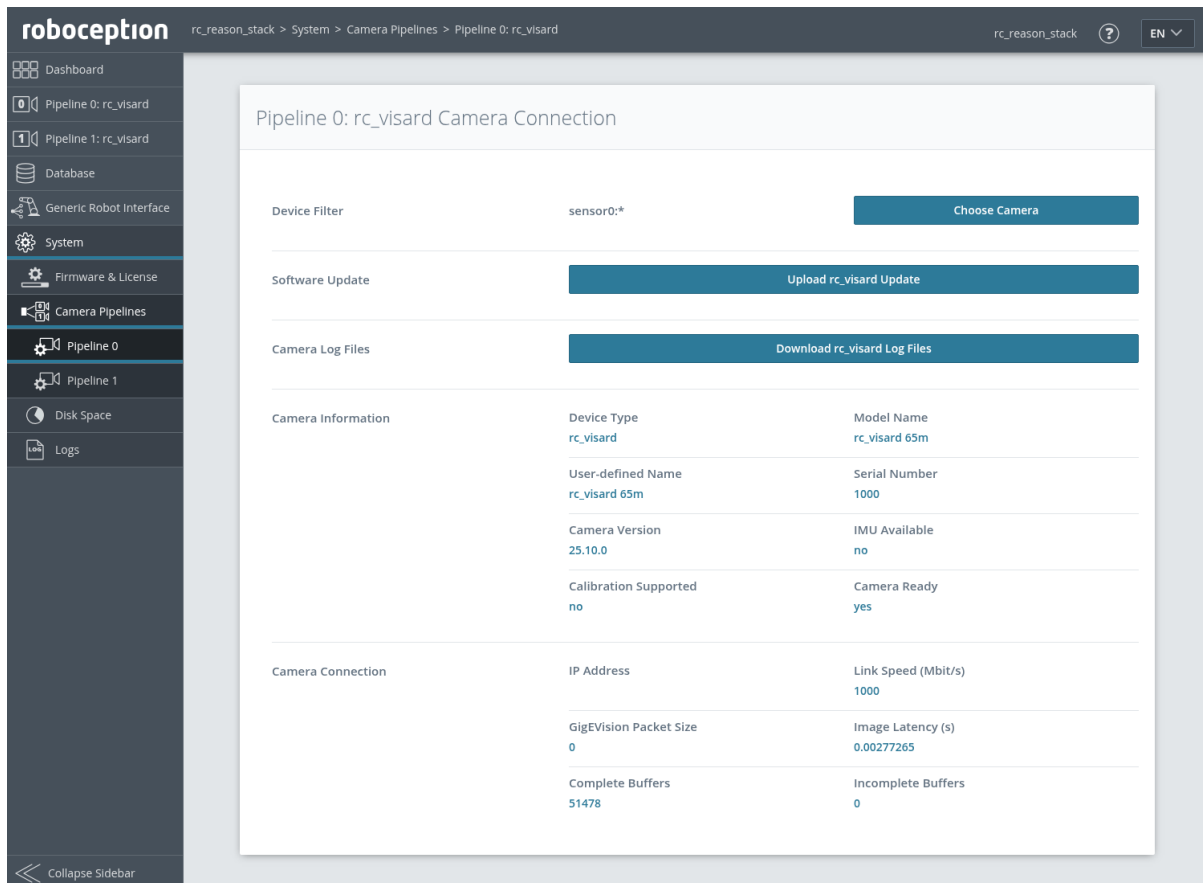 roboception
rc_reason_stack > System > Camera Pipelines > Pipeline 0: rc_visard
rc_reason_stack
?
EN
Dashboard
0 Pipeline 0: rc_visard
1 Pipeline 1: rc_visard
Database
Generic Robot Interface
System
Firmware & License
0 1 Camera Pipelines
Pipeline 0
Pipeline 1
Disk Space
LOG Logs
Collapse Sidebar
Pipeline 0: rc_visard Camera Connection
Device Filter sensor0:* Choose Camera
Software Update Upload rc_visard Update
Camera Log Files Download rc_visard Log Files
Camera Information
Device Type Model Name
rc_visard rc_visard 65m
User-defined Name Serial Number
rc_visard 65m 1000
Camera Version IMU Available
25.10.0 no
Calibration Supported Camera Ready
no yes
Camera Connection
IP Address Link Speed (Mbit/s)
1000
GigEVision Packet Size Image Latency (s)
0 0.00277265
Complete Buffers Incomplete Buffers
51478 0